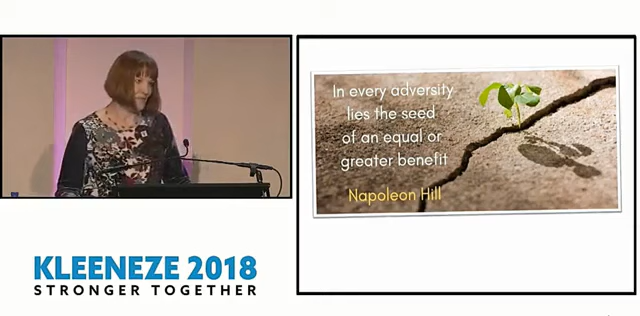 In every adversity
lies the seed
of an equal or
greater benefit
Napoleon Hill
KLEENEZE 2018
STRONGER TOGETHER